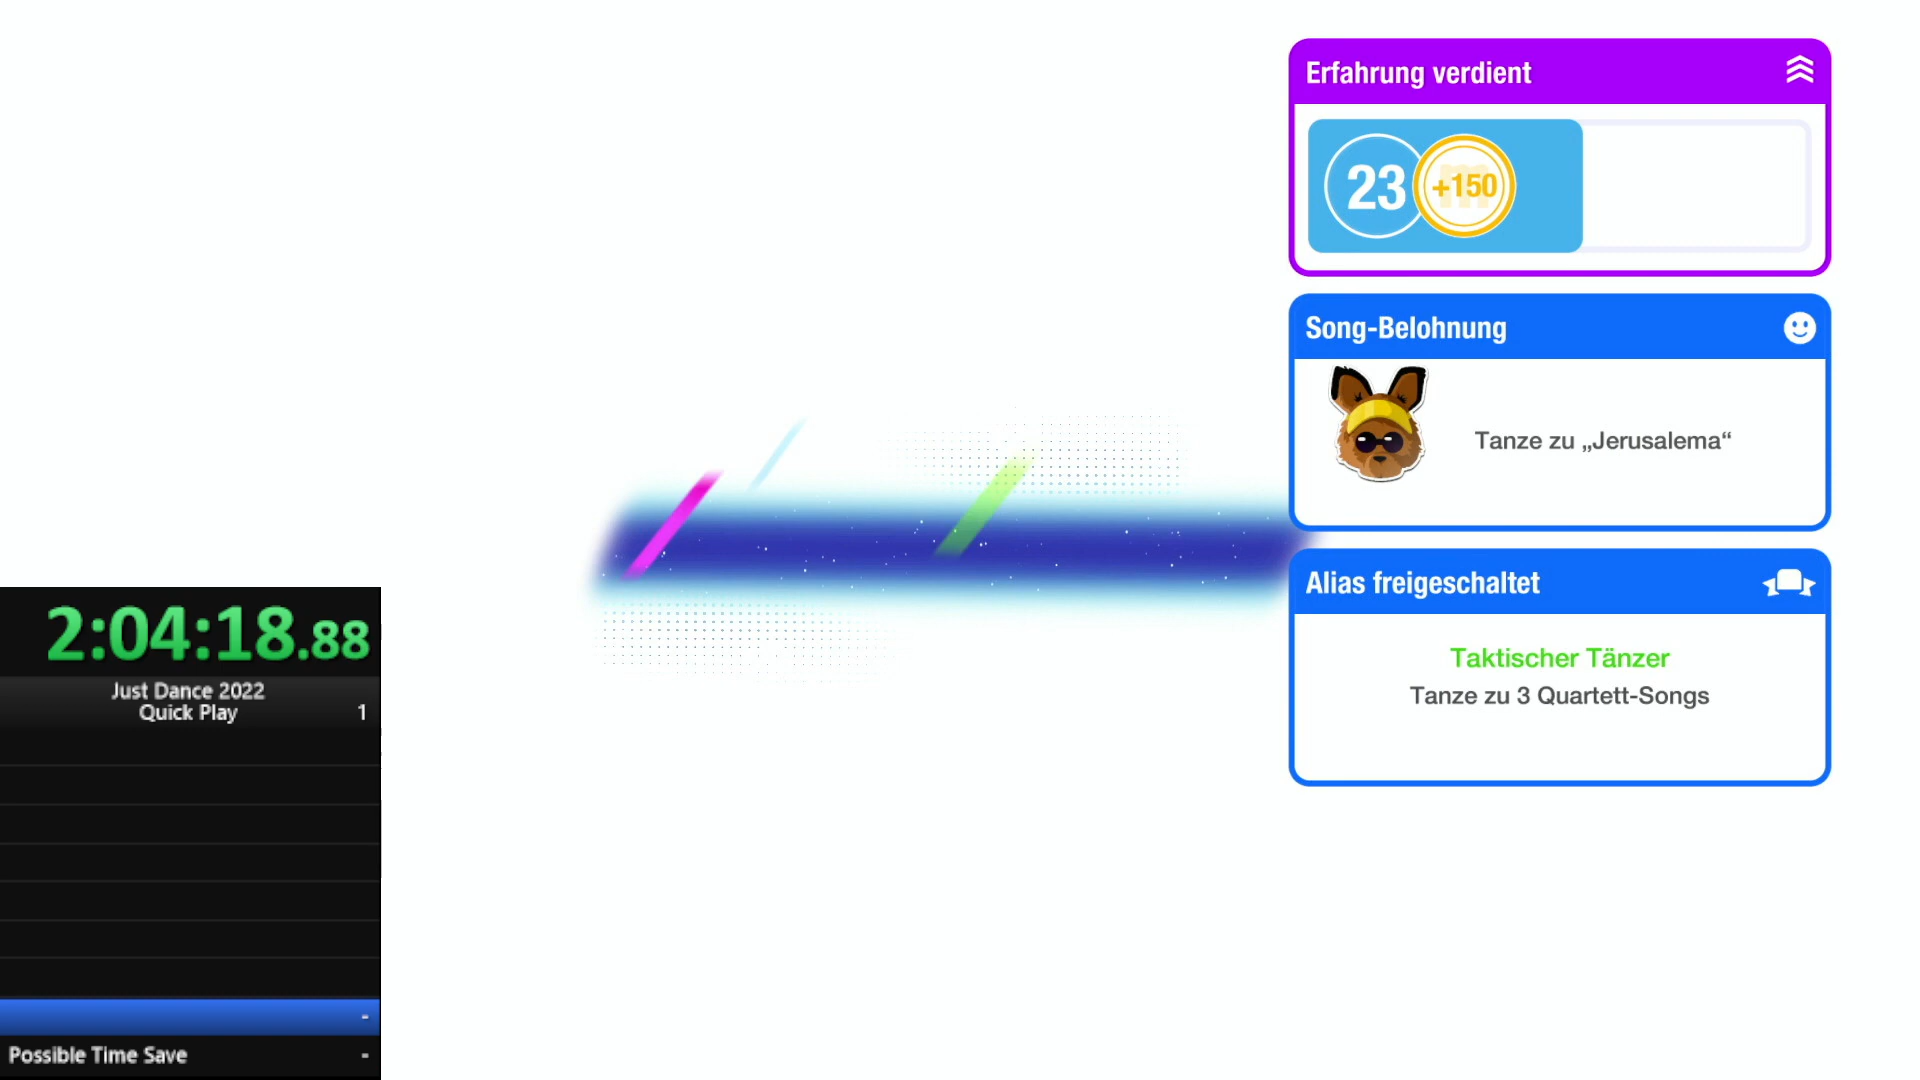 Erfahrung verdient
23
+150
Song-Belohnung
Tanze zu „Jerusalema“
Alias freigeschaltet
Taktischer Tänzer
Tanze zu 3 Quartett-Songs
2:04:18.88
Just Dance 2022
Quick Play 1
-
Possible Time Save -